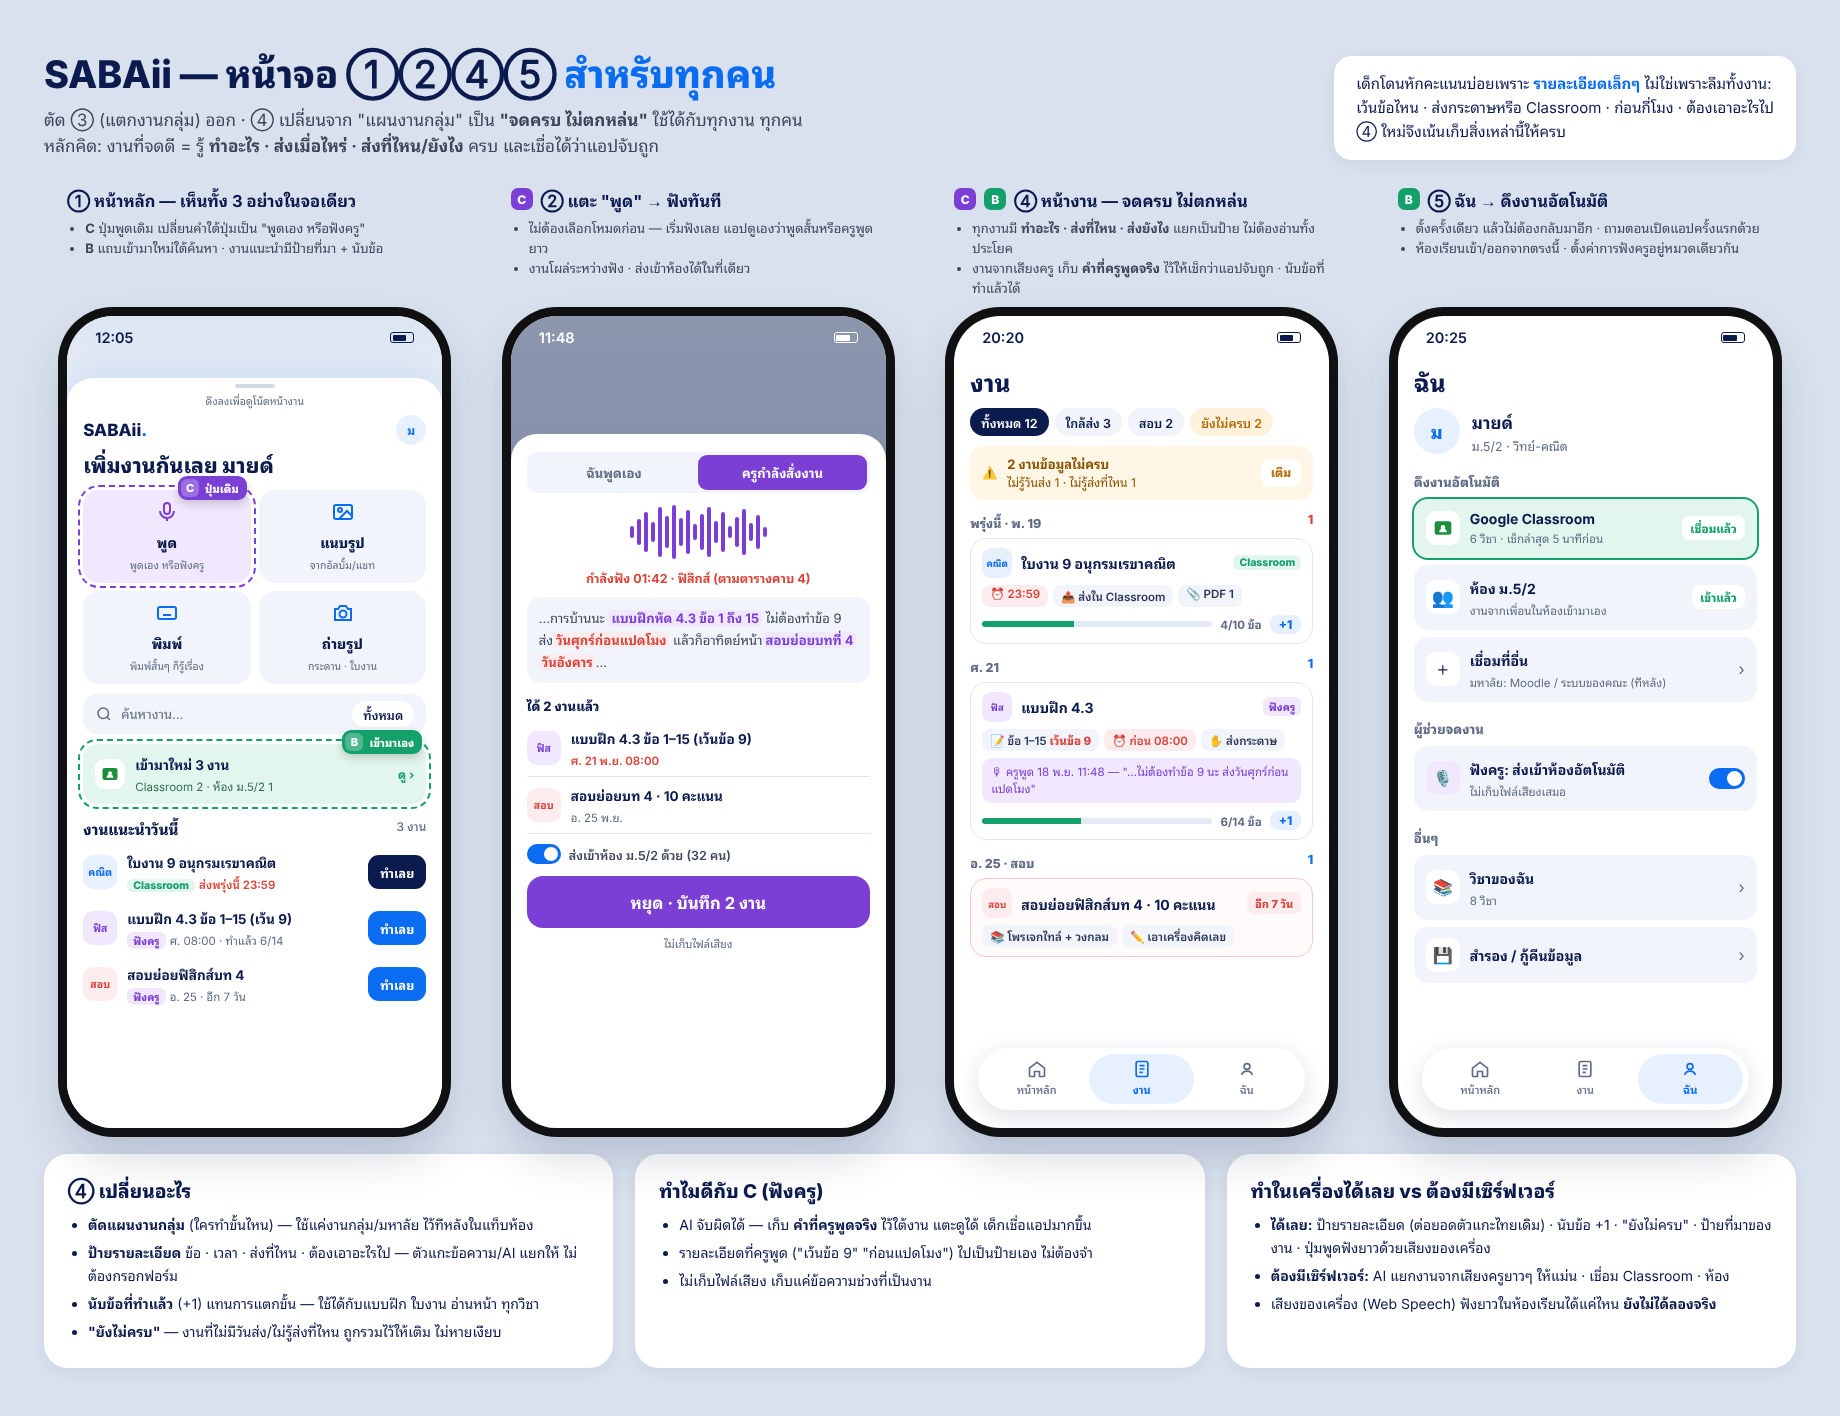 SABAii — หน้าจอ ①②④⑤ สำหรับทุกคน
ตัด ③ (แตกงานกลุ่ม) ออก · ④ เปลี่ยนจาก "แผนงานกลุ่ม" เป็น "จดครบ ไม่ตกหล่น" ใช้ได้กับทุกงาน ทุกคน
หลักคิด: งานที่จดดี = รู้ ทำอะไร · ส่งเมื่อไหร่ · ส่งที่ไหน/ยังไง ครบ และเชื่อได้ว่าแอปจับถูก
เด็กโดนหักคะแนนบ่อยเพราะ รายละเอียดเล็กๆ ไม่ใช่เพราะลืมทั้งงาน:
เว้นข้อไหน · ส่งกระดาษหรือ Classroom · ก่อนกี่โมง · ต้องเอาอะไรไป
④ ใหม่จึงเน้นเก็บสิ่งเหล่านี้ให้ครบ
① หน้าหลัก — เห็นทั้ง 3 อย่างในจอเดียว
• C ปุ่มพูดเดิม เปลี่ยนคำใต้ปุ่มเป็น "พูดเอง หรือฟังครู"
• B แถบเข้ามาใหม่ใต้ค้นหา · งานแนะนำมีป้ายที่มา + นับข้อ
12:05
ดึงลงเพื่อดูโน้ตหน้างาน
SABAii.
ม
เพิ่มงานกันเลย มายด์
C ปุ่มเดิม
พูด
พูดเอง หรือฟังครู
แนบรูป
จากอัลบั้ม/แชท
พิมพ์
พิมพ์สั้นๆ ก็รู้เรื่อง
ถ่ายรูป
กระดาน · ใบงาน
ค้นหางาน...
ทั้งหมด
B เข้ามาเอง
เข้ามาใหม่ 3 งาน
Classroom 2 · ห้อง ม.5/2 1
ดู ›
งานแนะนำวันนี้
3 งาน
คณิต
ใบงาน 9 อนุกรมเรขาคณิต
Classroom ส่งพรุ่งนี้ 23:59
ทำเลย
ฟิส
แบบฝึก 4.3 ข้อ 1–15 (เว้น 9)
ฟังครู ศ. 08:00 · ทำแล้ว 6/14
ทำเลย
สอบ
สอบย่อยฟิสิกส์บท 4
ฟังครู อ. 25 · อีก 7 วัน
ทำเลย
C ② แตะ "พูด" → ฟังทันที
• ไม่ต้องเลือกโหมดก่อน — เริ่มฟังเลย แอปดูเองว่าพูดสั้นหรือครูพูด
ยาว
• งานโผล่ระหว่างฟัง · ส่งเข้าห้องได้ในที่เดียว
11:48
ฉันพูดเอง
ครูกำลังสั่งงาน
กำลังฟัง 01:42 · ฟิสิกส์ (ตามตารางคาบ 4)
...การบ้านนะ แบบฝึกหัด 4.3 ข้อ 1 ถึง 15 ไม่ต้องทำข้อ 9
ส่ง วันศุกร์ก่อนแปดโมง แล้วก็อาทิตย์หน้า สอบย่อยบทที่ 4
วันอังคาร ...
ได้ 2 งานแล้ว
ฟิส
แบบฝึก 4.3 ข้อ 1–15 (เว้นข้อ 9)
ศ. 21 พ.ย. 08:00
สอบ
สอบย่อยบท 4 · 10 คะแนน
อ. 25 พ.ย.
ส่งเข้าห้อง ม.5/2 ด้วย (32 คน)
หยุด · บันทึก 2 งาน
ไม่เก็บไฟล์เสียง
C B ④ หน้างาน — จดครบ ไม่ตกหล่น
• ทุกงานมี ทำอะไร · ส่งที่ไหน · ส่งยังไง แยกเป็นป้าย ไม่ต้องอ่านทั้ง
ประโยค
• งานจากเสียงครู เก็บ คำที่ครูพูดจริง ไว้ให้เช็กว่าแอปจับถูก · นับข้อที่
ทำแล้วได้
20:20
งาน
ทั้งหมด 12
ใกล้ส่ง 3
สอบ 2
ยังไม่ครบ 2
⚠️ 2 งานข้อมูลไม่ครบ
ไม่รู้วันส่ง 1 · ไม่รู้ส่งที่ไหน 1
เติม
พรุ่งนี้ · พ. 19
1
คณิต
ใบงาน 9 อนุกรมเรขาคณิต
Classroom
⏰ 23:59
📤 ส่งใน Classroom
📎 PDF 1
4/10 ข้อ
+1
ศ. 21
1
ฟิส
แบบฝึก 4.3
ฟังครู
📝 ข้อ 1–15 เว้นข้อ 9
⏰ ก่อน 08:00
✋ ส่งกระดาษ
🎙 ครูพูด 18 พ.ย. 11:48 — "...ไม่ต้องทำข้อ 9 นะ ส่งวันศุกร์ก่อน
แปดโมง"
6/14 ข้อ
+1
อ. 25 · สอบ
1
สอบ
สอบย่อยฟิสิกส์บท 4 · 10 คะแนน
อีก 7 วัน
📚 โพรเจกไทล์ + วงกลม
✏️ เอาเครื่องคิดเลข
หน้าหลัก
งาน
ฉัน
B ⑤ ฉัน → ดึงงานอัตโนมัติ
• ตั้งครั้งเดียว แล้วไม่ต้องกลับมาอีก · ถามตอนเปิดแอปครั้งแรกด้วย
• ห้องเรียนเข้า/ออกจากตรงนี้ · ตั้งค่าการฟังครูอยู่หมวดเดียวกัน
20:25
ฉัน
ม
มายด์
ม.5/2 · วิทย์-คณิต
ดึงงานอัตโนมัติ
Google Classroom
6 วิชา · เช็กล่าสุด 5 นาทีก่อน
เชื่อมแล้ว
ห้อง ม.5/2
งานจากเพื่อนในห้องเข้ามาเอง
เข้าแล้ว
+ เชื่อมที่อื่น
มหาลัย: Moodle / ระบบของคณะ (ทีหลัง)
›
ผู้ช่วยจดงาน
ฟังครู: ส่งเข้าห้องอัตโนมัติ
ไม่เก็บไฟล์เสียงเสมอ
อื่นๆ
วิชาของฉัน
8 วิชา
›
สำรอง / กู้คืนข้อมูล
›
หน้าหลัก
งาน
ฉัน
④ เปลี่ยนอะไร
• ตัดแผนงานกลุ่ม (ใครทำขั้นไหน) — ใช้แค่งานกลุ่ม/มหาลัย ไว้ทีหลังในแท็บห้อง
• ป้ายรายละเอียด ข้อ · เวลา · ส่งที่ไหน · ต้องเอาอะไรไป — ตัวแกะข้อความ/AI แยกให้ ไม่
ต้องกรอกฟอร์ม
• นับข้อที่ทำแล้ว (+1) แทนการแตกขั้น — ใช้ได้กับแบบฝึก ใบงาน อ่านหน้า ทุกวิชา
• "ยังไม่ครบ" — งานที่ไม่มีวันส่ง/ไม่รู้ส่งที่ไหน ถูกรวมไว้ให้เติม ไม่หายเงียบ
ทำไมดีกับ C (ฟังครู)
• AI จับผิดได้ — เก็บ คำที่ครูพูดจริง ไว้ใต้งาน แตะดูได้ เด็กเชื่อแอปมากขึ้น
• รายละเอียดที่ครูพูด ("เว้นข้อ 9" "ก่อนแปดโมง") ไปเป็นป้ายเอง ไม่ต้องจำ
• ไม่เก็บไฟล์เสียง เก็บแค่ข้อความช่วงที่เป็นงาน
ทำในเครื่องได้เลย vs ต้องมีเซิร์ฟเวอร์
• ได้เลย: ป้ายรายละเอียด (ต่อยอดตัวแกะไทยเดิม) · นับข้อ +1 · "ยังไม่ครบ" · ป้ายที่มาของ
งาน · ปุ่มพูดฟังยาวด้วยเสียงของเครื่อง
• ต้องมีเซิร์ฟเวอร์: AI แยกงานจากเสียงครูยาวๆ ให้แม่น · เชื่อม Classroom · ห้อง
• เสียงของเครื่อง (Web Speech) ฟังยาวในห้องเรียนได้แค่ไหน ยังไม่ได้ลองจริง